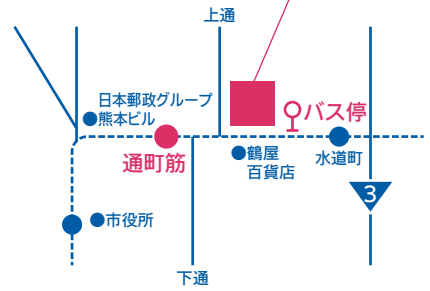 上通
日本郵政グループ
熊本ビル
バス停
通町筋
鶴屋
百貨店
水道町
3
市役所
下通